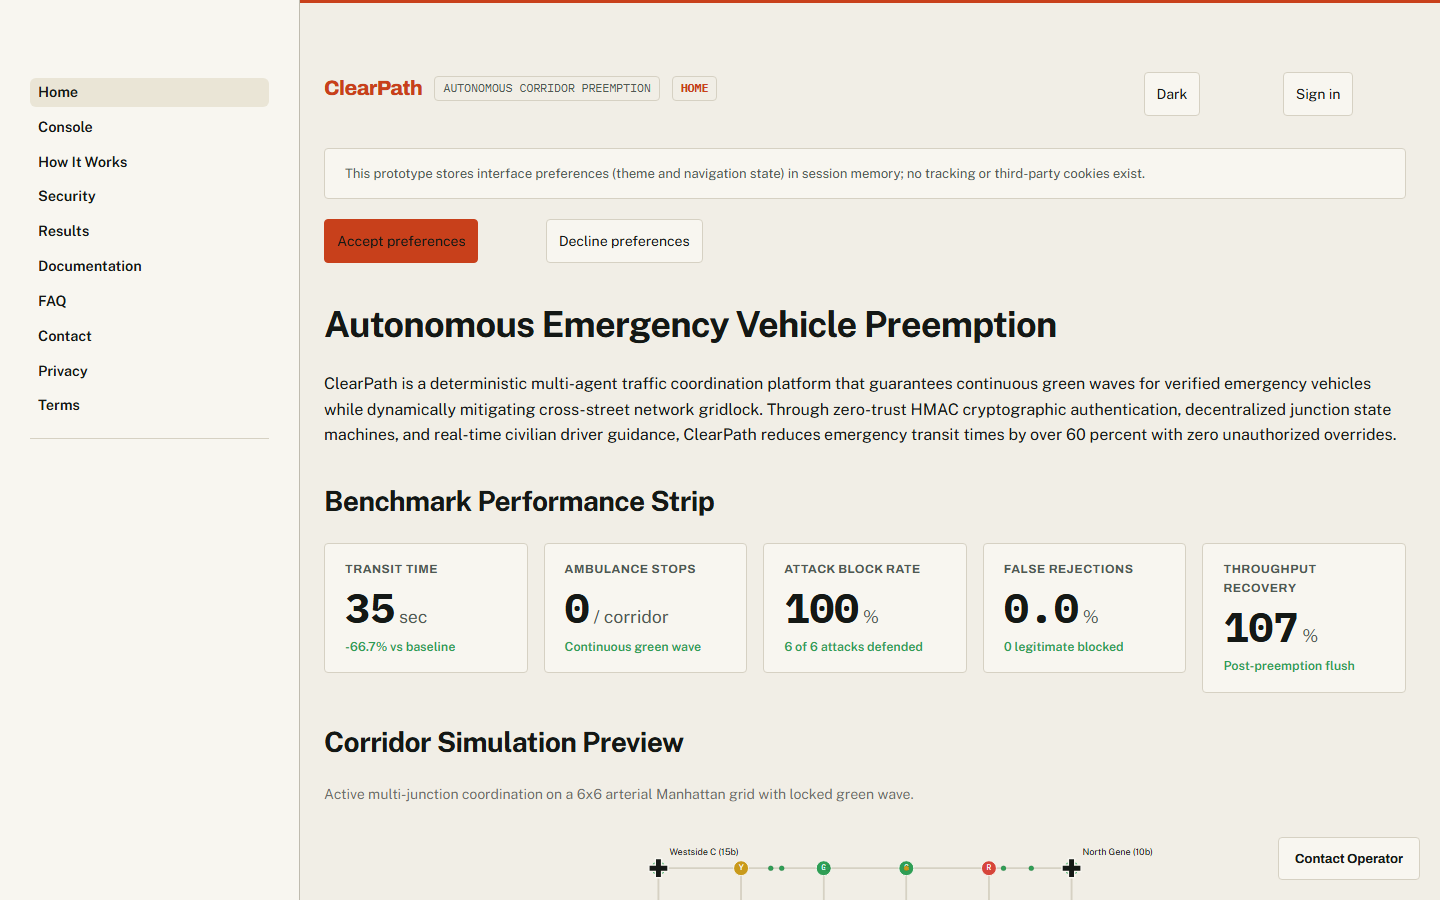 Home
Console
How It Works
Security
Results
Documentation
FAQ
Contact
Privacy
Terms
ClearPath
AUTONOMOUS CORRIDOR PREEMPTION
HOME
Dark
Sign in
This prototype stores interface preferences (theme and navigation state) in session memory; no tracking or third-party cookies exist.
Accept preferences
Decline preferences
Autonomous Emergency Vehicle Preemption
ClearPath is a deterministic multi-agent traffic coordination platform that guarantees continuous green waves for verified emergency vehicles
while dynamically mitigating cross-street network gridlock. Through zero-trust HMAC cryptographic authentication, decentralized junction state
machines, and real-time civilian driver guidance, ClearPath reduces emergency transit times by over 60 percent with zero unauthorized overrides.
Benchmark Performance Strip
TRANSIT TIME
35 sec
-66.7% vs baseline
AMBULANCE STOPS
0 / corridor
Continuous green wave
ATTACK BLOCK RATE
100 %
6 of 6 attacks defended
FALSE REJECTIONS
0.0 %
0 legitimate blocked
THROUGHPUT
RECOVERY
107 %
Post-preemption flush
Corridor Simulation Preview
Active multi-junction coordination on a 6x6 arterial Manhattan grid with locked green wave.
Westside C (15b)
North Gene (10b)
Y
G
R
Contact Operator